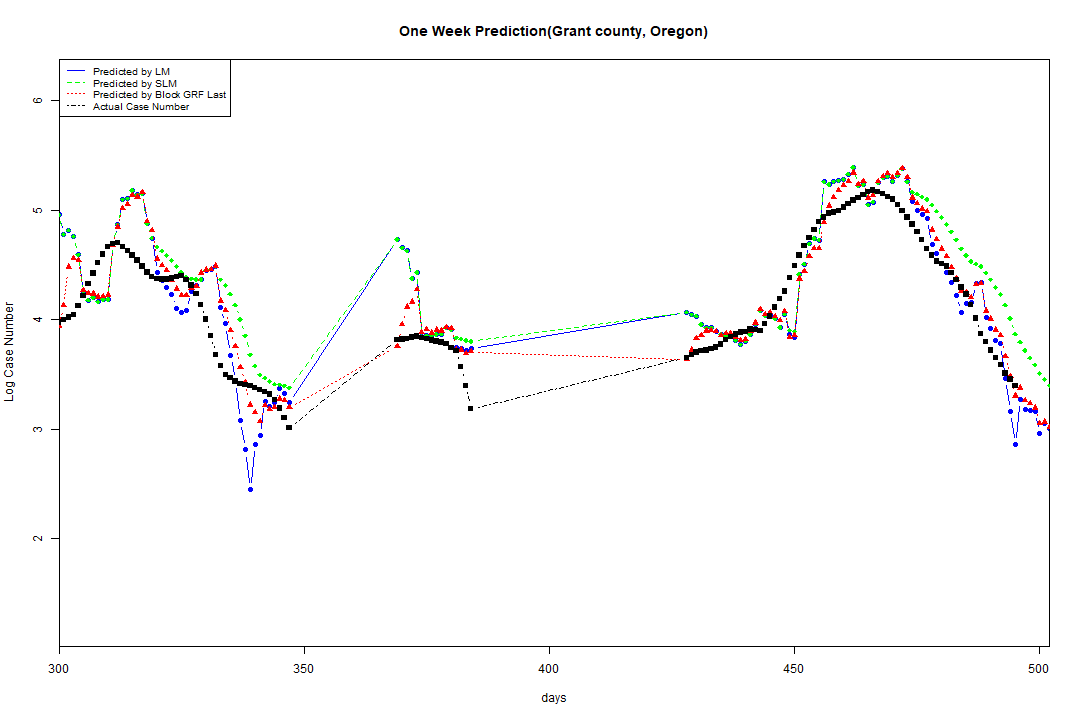 One Week Prediction(Grant county, Oregon)
Predicted by LM
Predicted by SLM
Predicted by Block GRF Last
Actual Case Number
6
5
4
3
2
Log Case Number
300 350 400 450 500
days